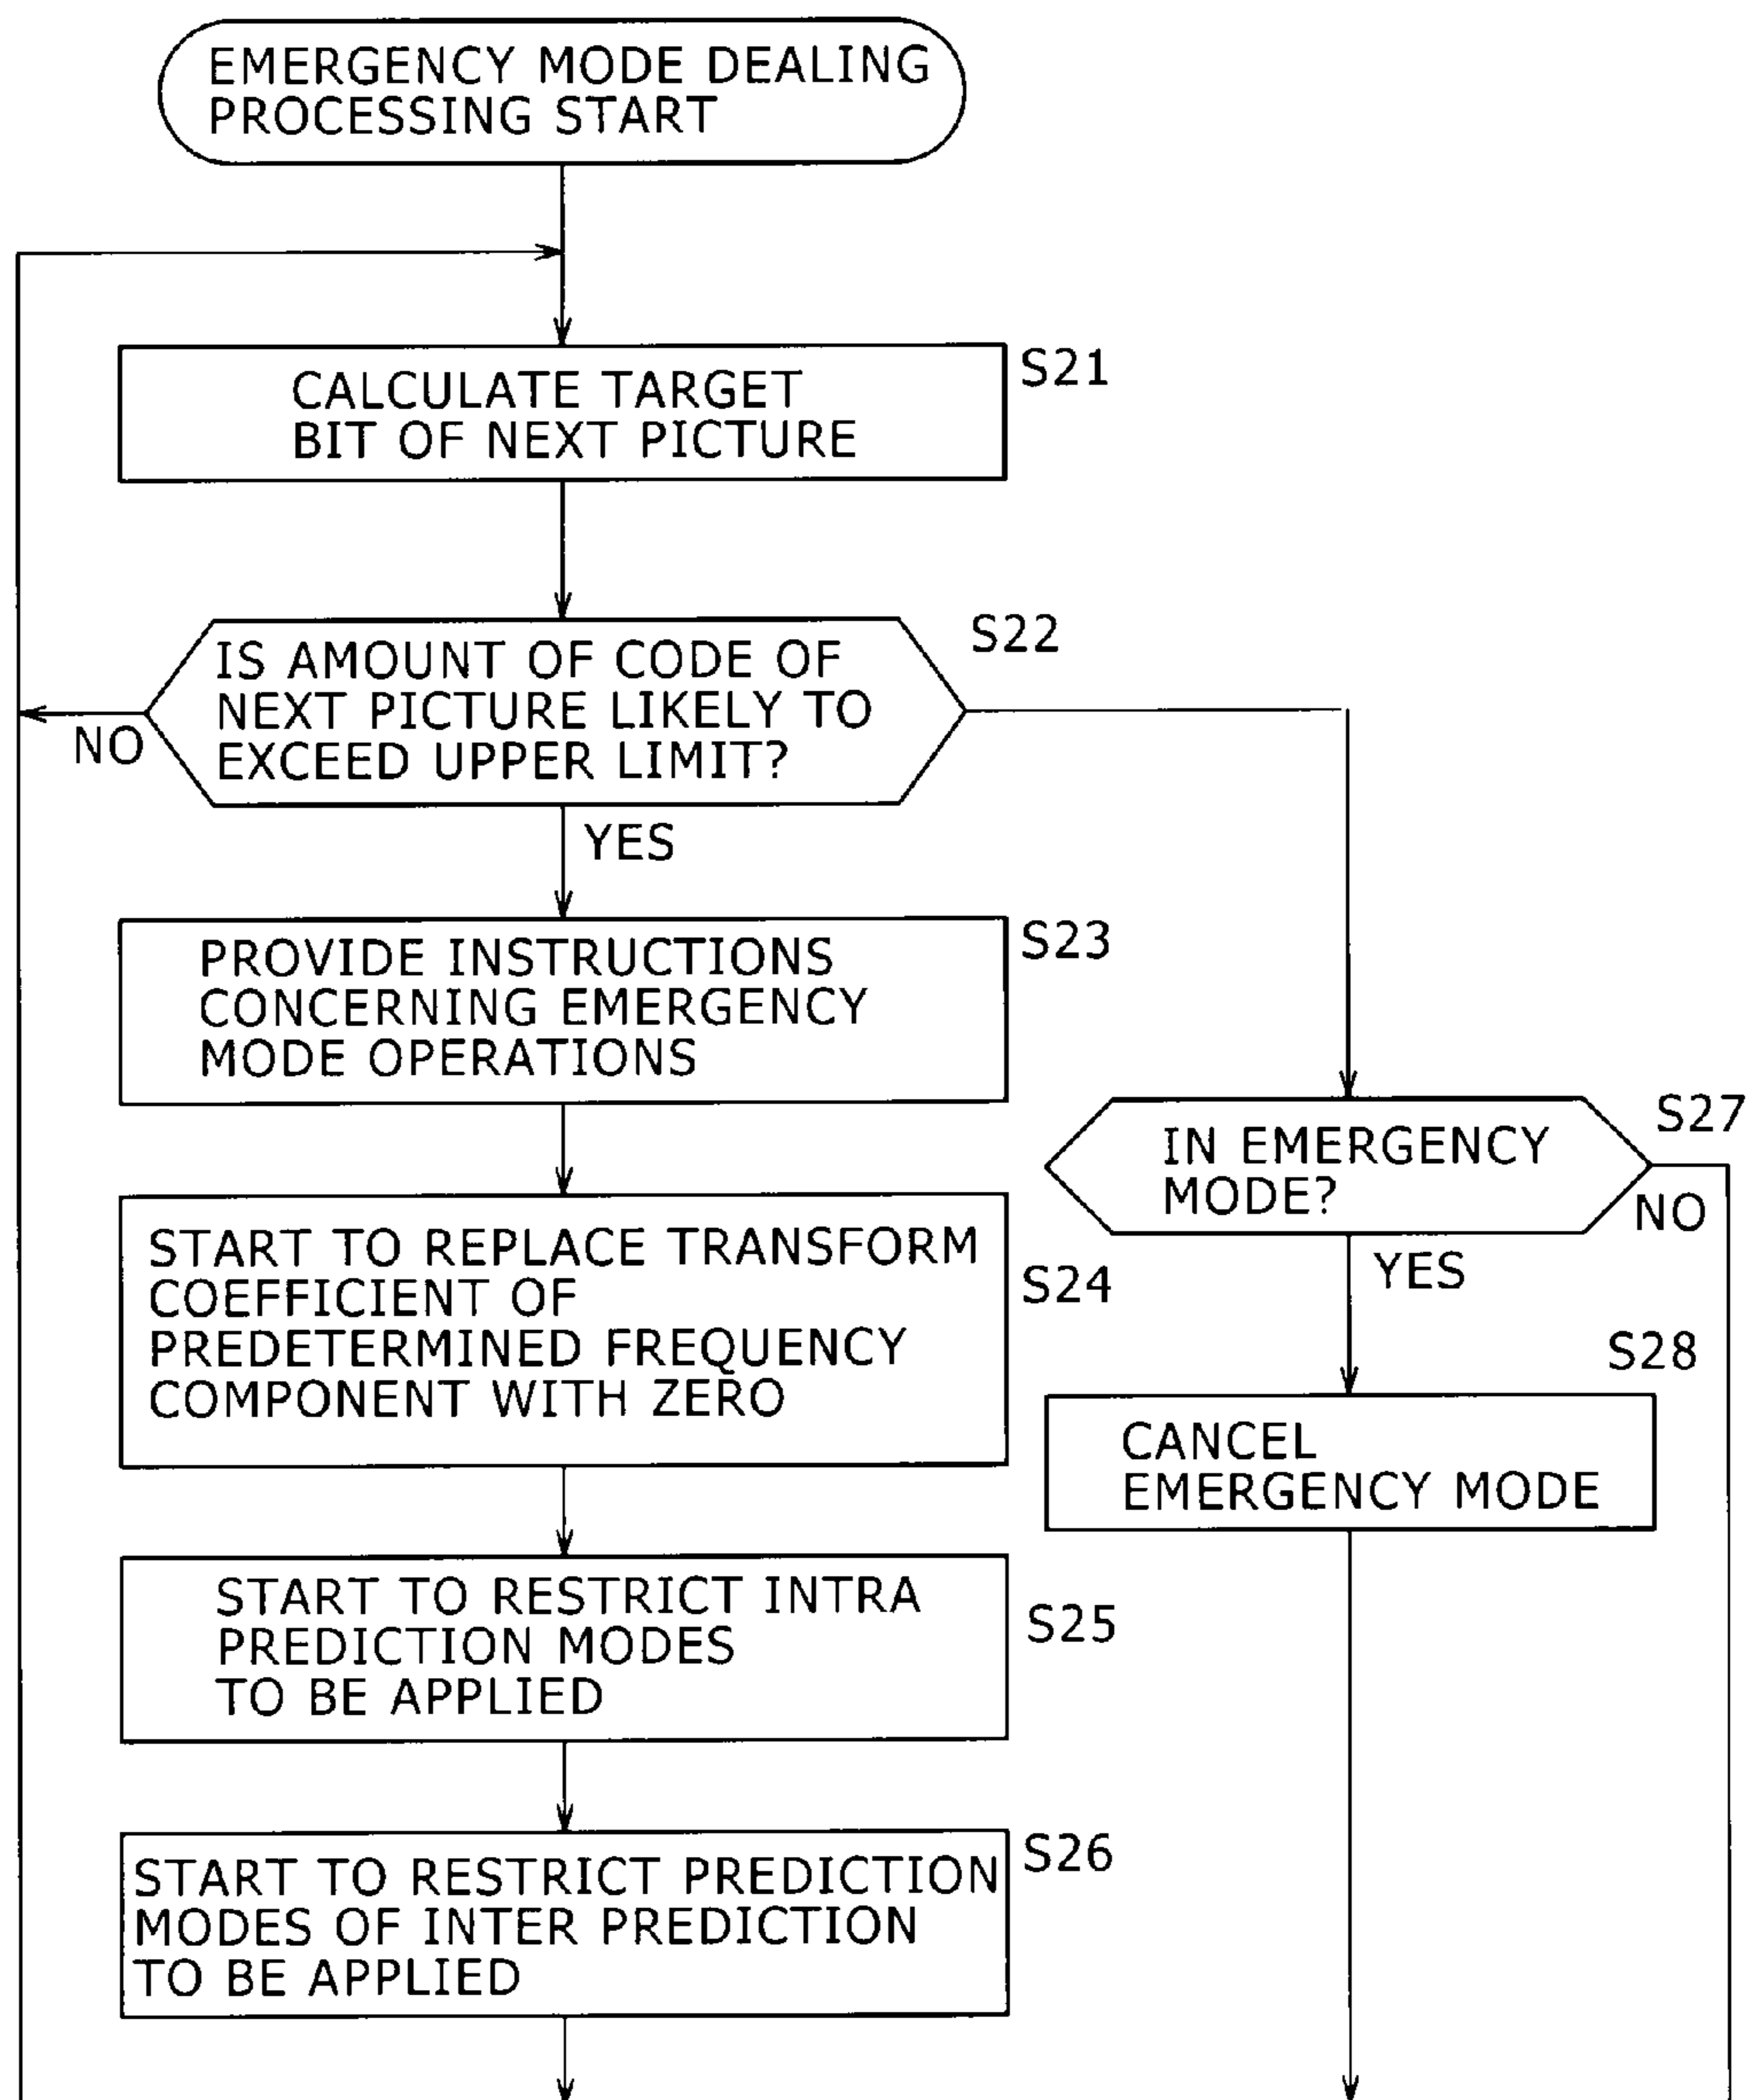 EMERGENCY MODE DEALING
PROCESSING START
CALCULATE TARGET
BIT OF NEXT PICTURE
S21
IS AMOUNT OF CODE OF
NEXT PICTURE LIKELY TO
EXCEED UPPER LIMIT?
S22
NO
YES
PROVIDE INSTRUCTIONS
CONCERNING EMERGENCY
MODE OPERATIONS
S23
START TO REPLACE TRANSFORM
COEFFICIENT OF
PREDETERMINED FREQUENCY
COMPONENT WITH ZERO
S24
START TO RESTRICT INTRA
PREDICTION MODES
TO BE APPLIED
S25
START TO RESTRICT PREDICTION
MODES OF INTER PREDICTION
TO BE APPLIED
S26
IN EMERGENCY
MODE?
S27
NO
YES
S28
CANCEL
EMERGENCY MODE